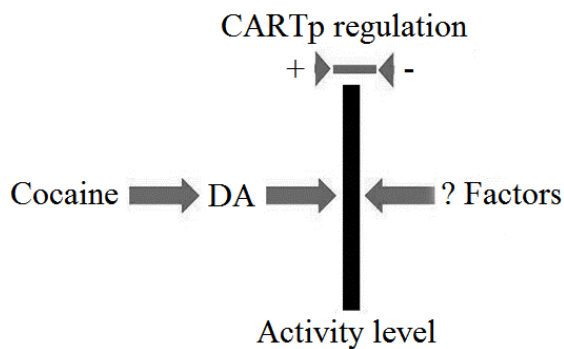 CARTp regulation
+ -
Cocaine DA ? Factors
Activity level